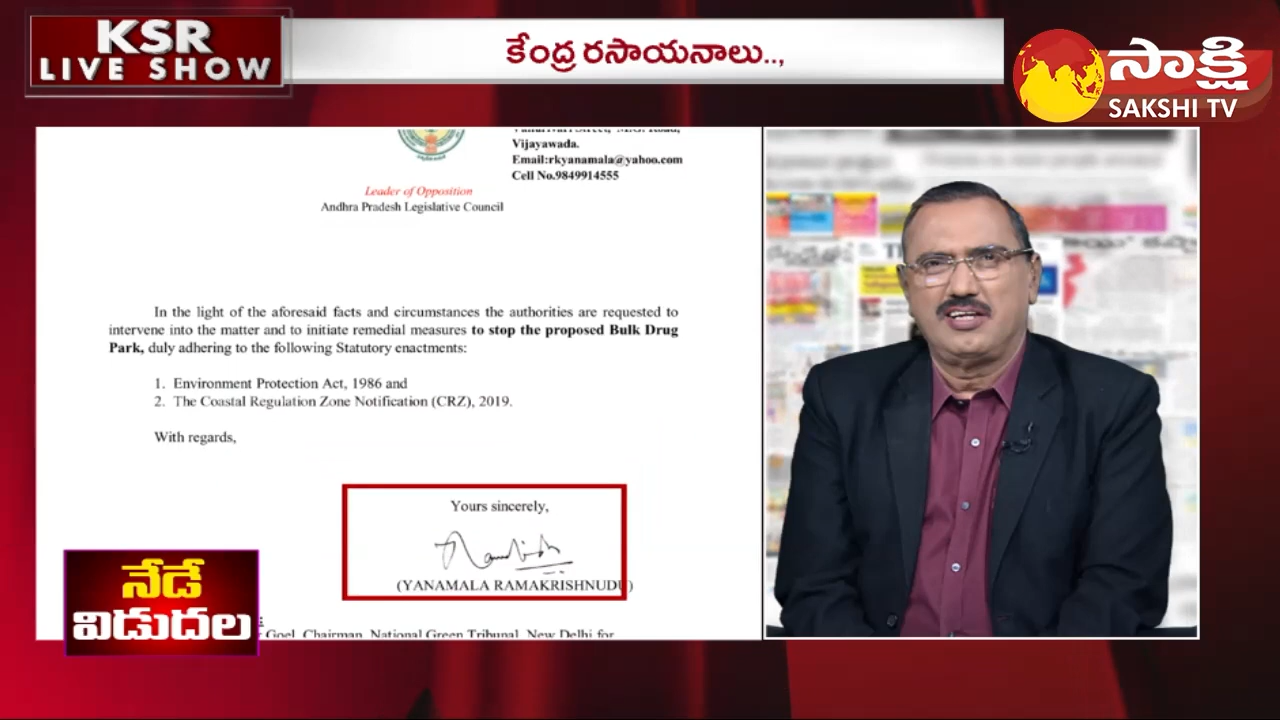 KSR
LIVE SHOW
కేంద్ర రసాయనాలు..,
సాక్షి
SAKSHI TV
Vijayawada.
Email:rkyanamala@yahoo.com
Cell No.9849914555
Leader of Opposition
Andhra Pradesh Legislative Council
In the light of the aforesaid facts and circumstances the authorities are requested to
intervene into the matter and to initiate remedial measures to stop the proposed Bulk Drug
Park, duly adhering to the following Statutory enactments:
1. Environment Protection Act, 1986 and
2. The Coastal Regulation Zone Notification (CRZ), 2019.
With regards,
Yours sincerely,
(YANAMALA RAMAKRISHNUDU)
Goel, Chairman, National Green Tribunal, New Delhi for
నేడే
విడుదల